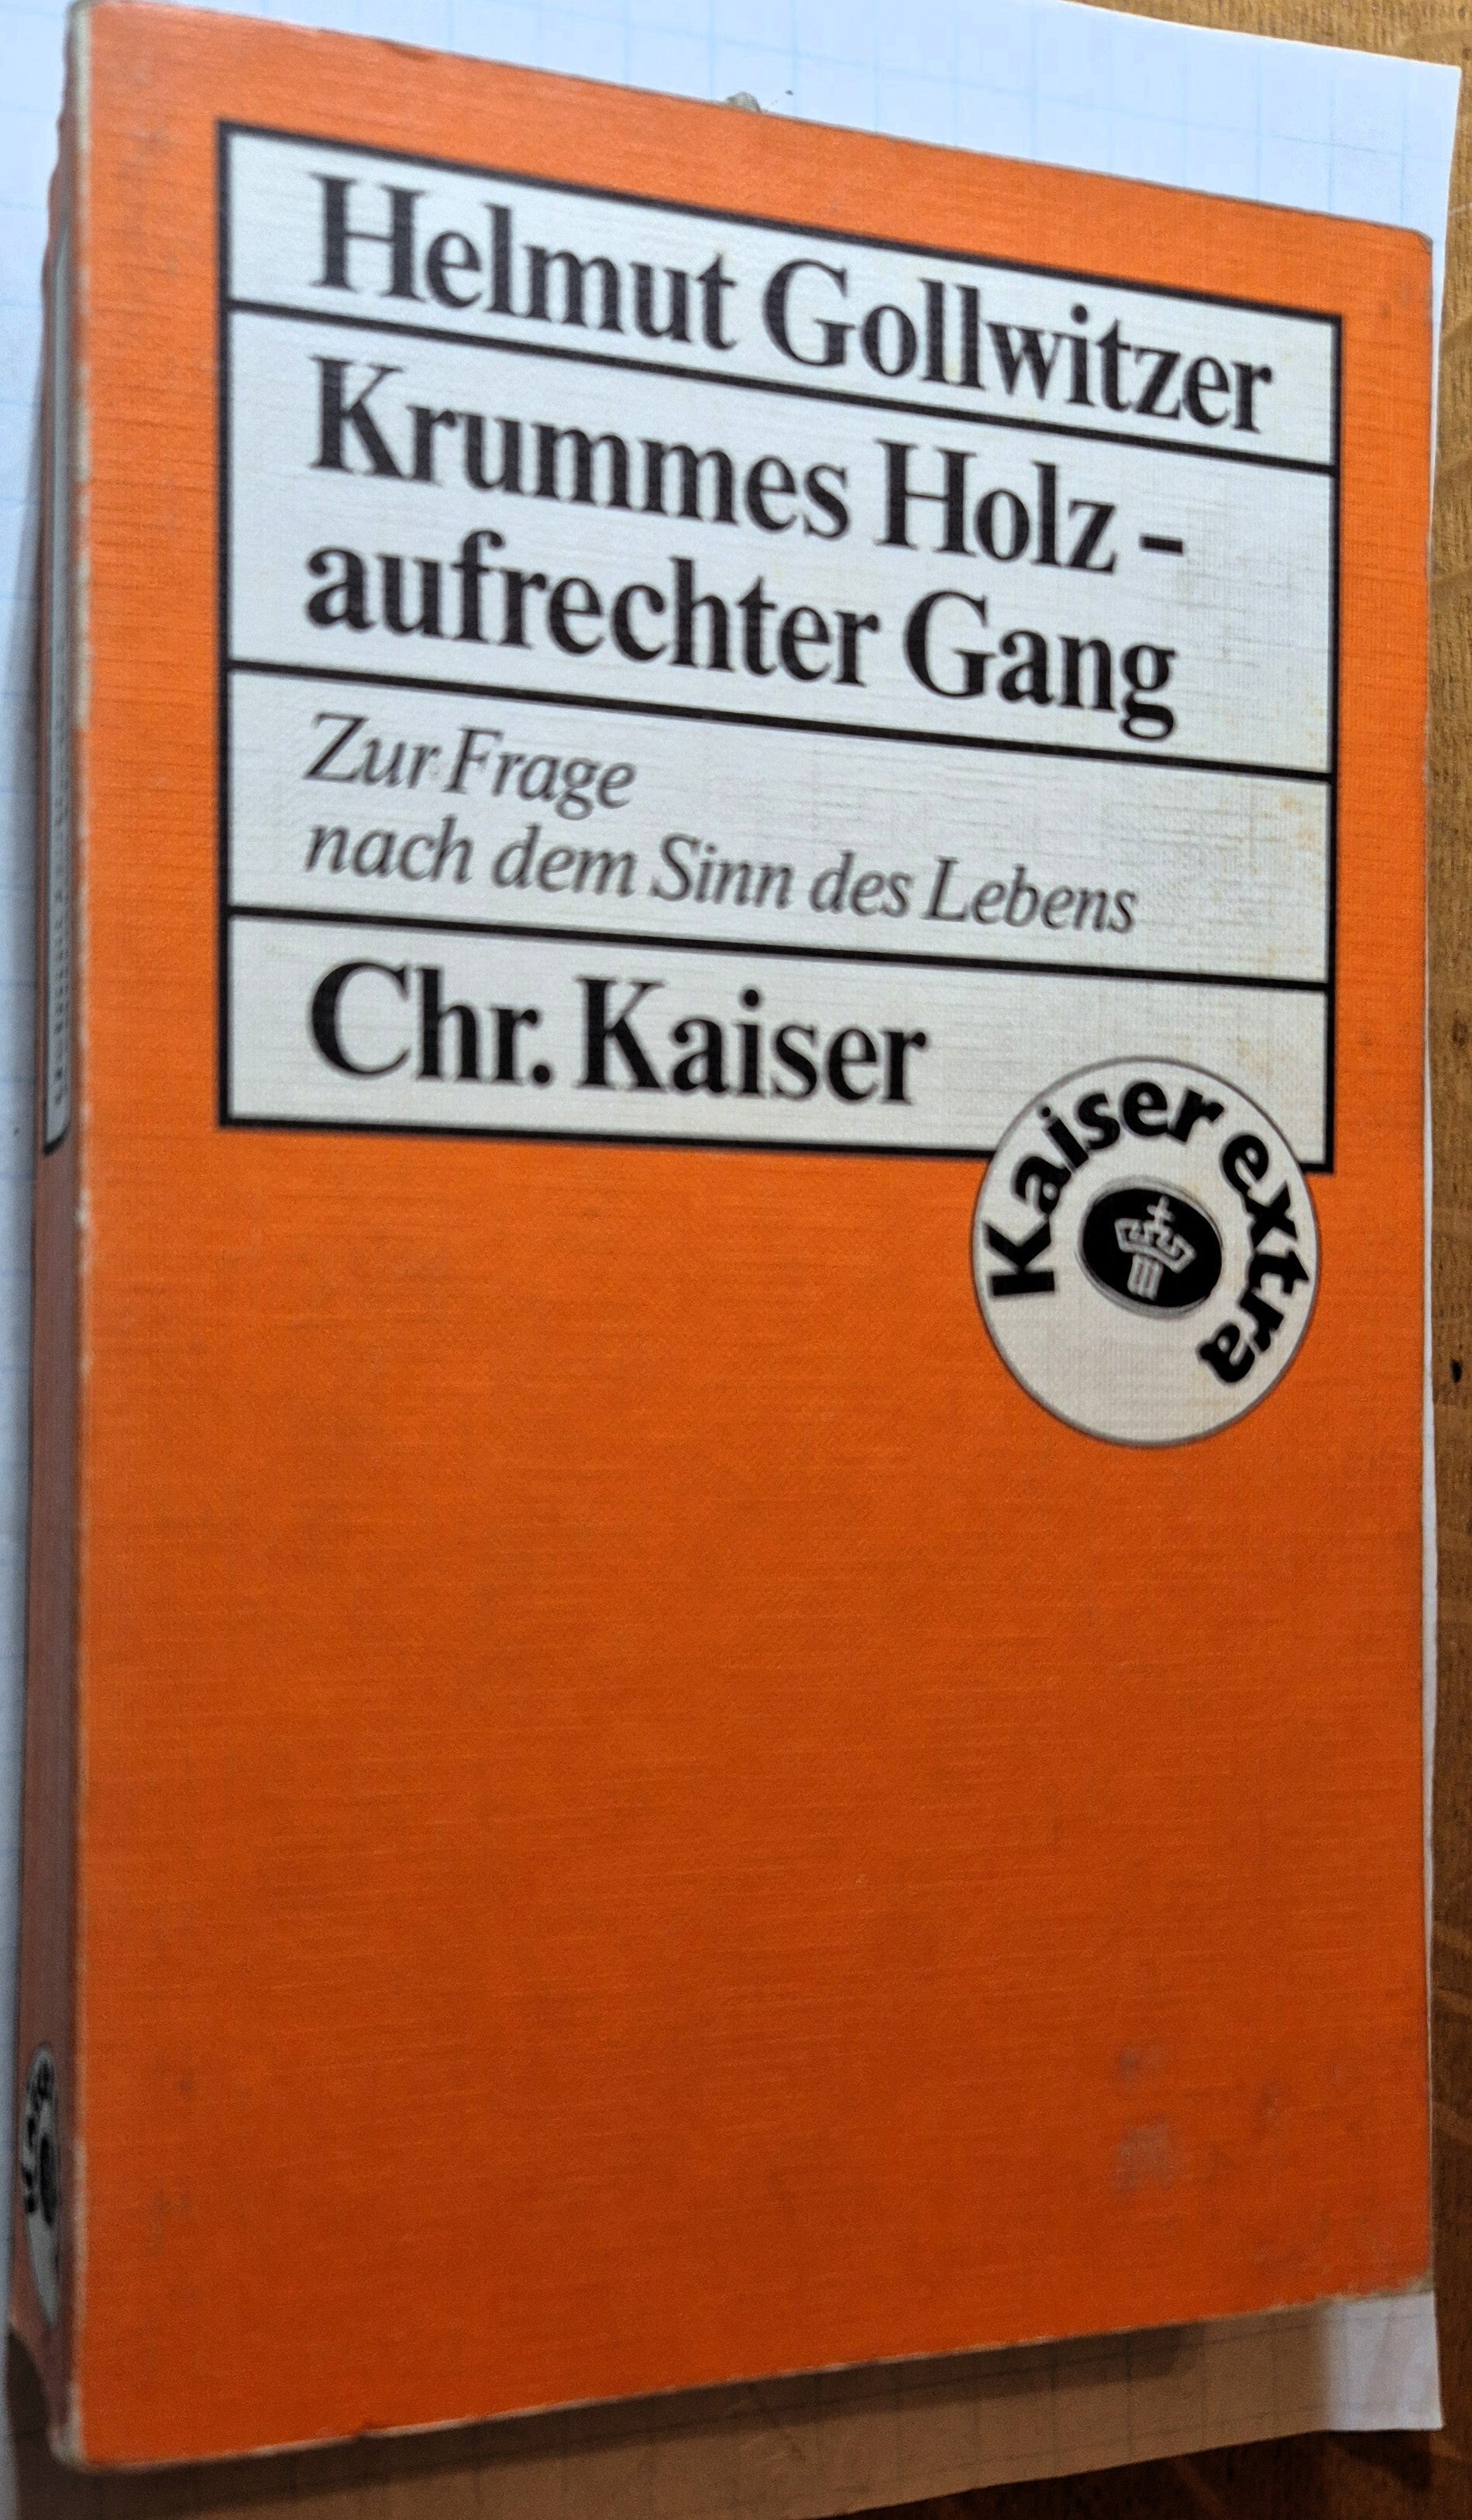 Helmut Gollwitzer
Krummes Holz -
aufrechter Gang
Zur Frage
nach dem Sinn des Lebens
Chr. Kaiser
Kaiser extra